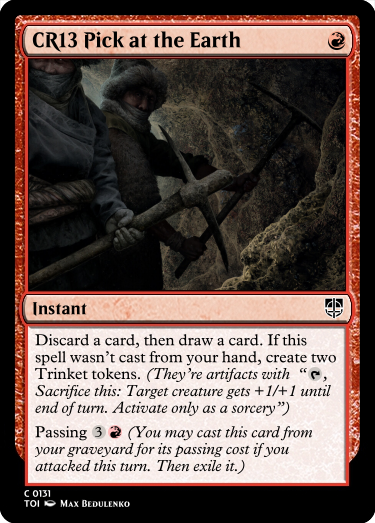 CR13 Pick at the Earth
Instant
Discard a card, then draw a card. If this
spell wasn't cast from your hand, create two
Trinket tokens. (They're artifacts with “,
Sacrifice this: Target creature gets +1/+1 until
end of turn. Activate only as a sorcery”)
Passing 3 (You may cast this card from
your graveyard for its passing cost if you
attacked this turn. Then exile it.)
C 0131
TOI Max Bedulenko